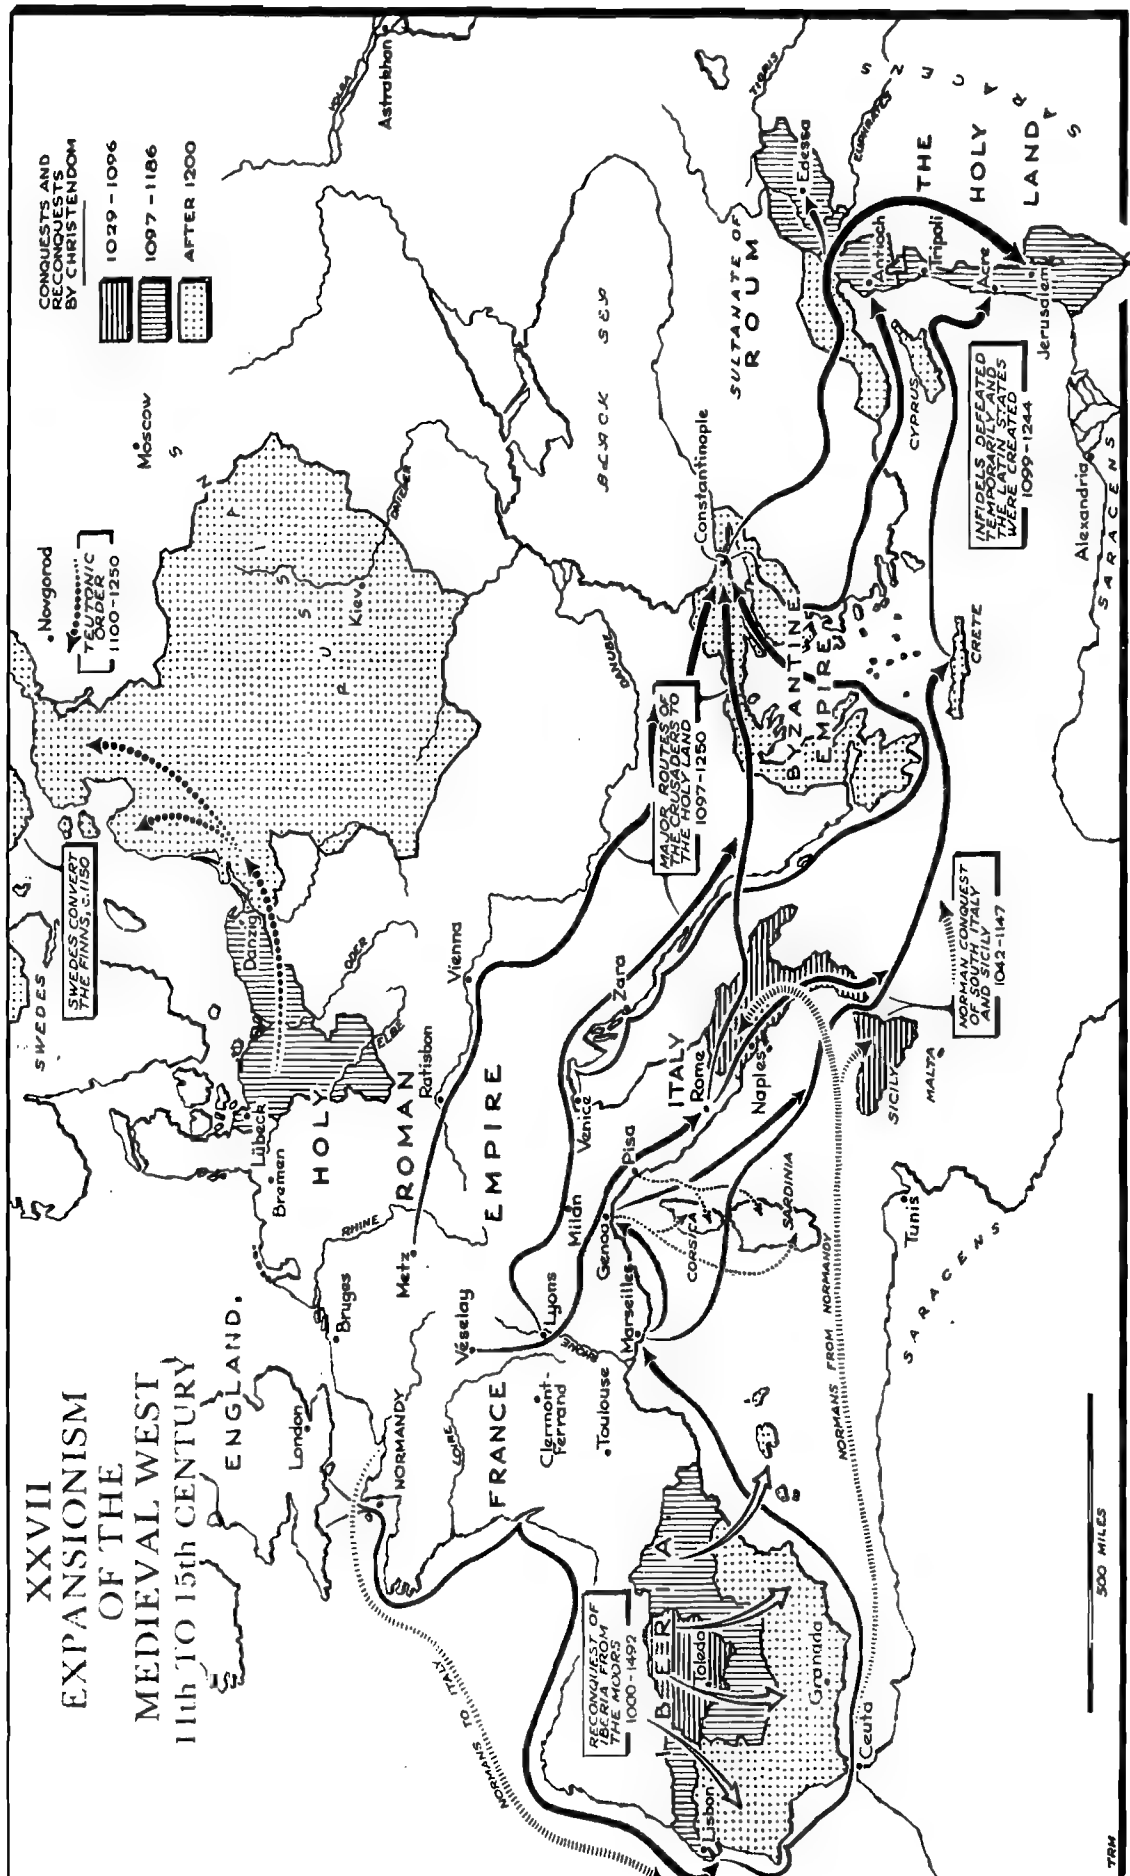 XXVII
EXPANSIONISM
OF THE
MEDIEVAL WEST
11th TO 15th CENTURY
CONQUESTS AND
RECONQUESTS
BY CHRISTENDOM
1029-1096
1097-1186
AFTER 1200
Novgorod
TEUTONIC
ORDER
1100-1250
Moscow
VOLGA
Astrakhan
SWEDES
SWEDES CONVERT
THE FINNS, c.1150
ENGLAND
London
Bruges
Bremen
Lübeck
Danzig
ODER
ELBE
RHINE
HOLY
ROMAN
EMPIRE
Metz
Ratisbon
Vienna
RUSSIANS
Kiev
DNIEPER
DANUBE
BLACK SEA
NORMANDY
LOIRE
FRANCE
Véselay
Lyons
Clermont-
Ferrand
Toulouse
RHONE
Marseilles
Milan
Genoa
Venice
Pisa
Zara
ITALY
Rome
Naples
CORSICA
SARDINIA
SICILY
MALTA
MAJOR ROUTES OF
THE CRUSADERS TO
THE HOLY LAND
1097-1250
Constantinople
BYZANTINE
EMPIRE
SULTANATE OF
ROUM
TIGRIS
EUPHRATES
Edessa
Antioch
Tripoli
Acre
Jerusalem
THE
HOLY
LAND
SARACENS
CYPRUS
CRETE
INFIDELS DEFEATED
TEMPORARILY AND
THE LATIN STATES
WERE CREATED
1099-1244
Alexandria
SARACENS
NORMAN CONQUEST
OF SOUTH ITALY
AND SICILY
1042-1147
NORMANS TO ITALY
RECONQUEST OF
IBERIA FROM
THE MOORS
1000-1492
IBERIA
Lisbon
Toledo
Granada
Ceuta
NORMANS FROM NORMANDY
Tunis
SARACENS
500 MILES
TRM